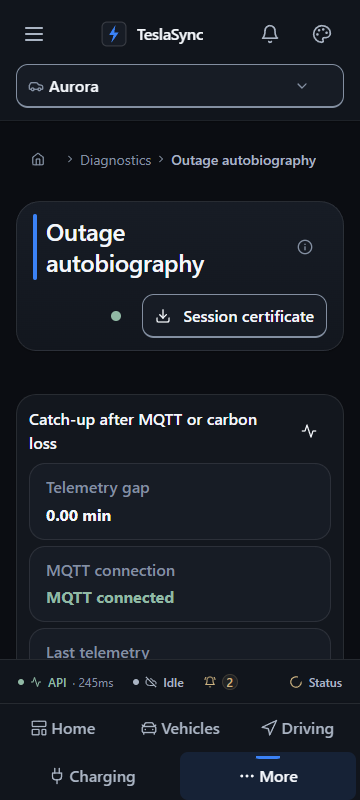 TeslaSync
Aurora
Diagnostics
Outage autobiography
Outage
autobiography
Session certificate
Catch-up after MQTT or carbon
loss
Telemetry gap
0.00 min
MQTT connection
MQTT connected
Last telemetry
API · 245ms
Idle
2
Status
Home
Vehicles
Driving
Charging
More